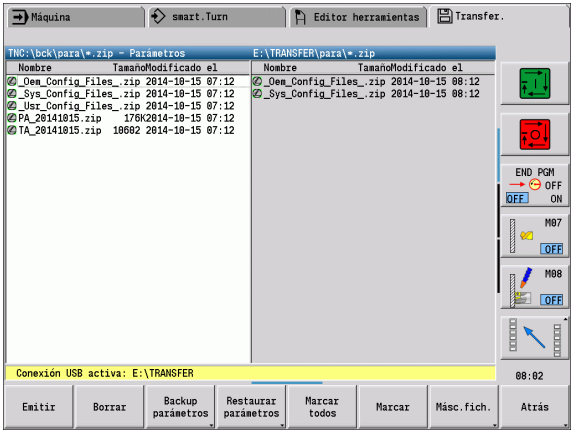 Máquina
smart.Turn
Editor herramientas
Transfer.
TNC:\bck\para\*.zip - Parámetros
E:\TRANSFER\para\*.zip
Nombre TamañoModificado el
_Oem_Config_Files_.zip 2014-10-15 07:12
_Sys_Config_Files_.zip 2014-10-15 07:12
_Usr_Config_Files_.zip 2014-10-15 07:12
PA_20141015.zip 176K2014-10-15 07:12
TA_20141015.zip 10602 2014-10-15 07:12
Nombre TamañoModificado el
_Oem_Config_Files_.zip 2014-10-15 08:12
_Sys_Config_Files_.zip 2014-10-15 08:12
END PGM
OFF
OFF ON
M07
OFF
M08
OFF
Conexión USB activa: E:\TRANSFER
08:02
Emitir
Borrar
Backup
parámetros
Restaurar
parámetros
Marcar
todos
Marcar
Másc.fich.
Atrás